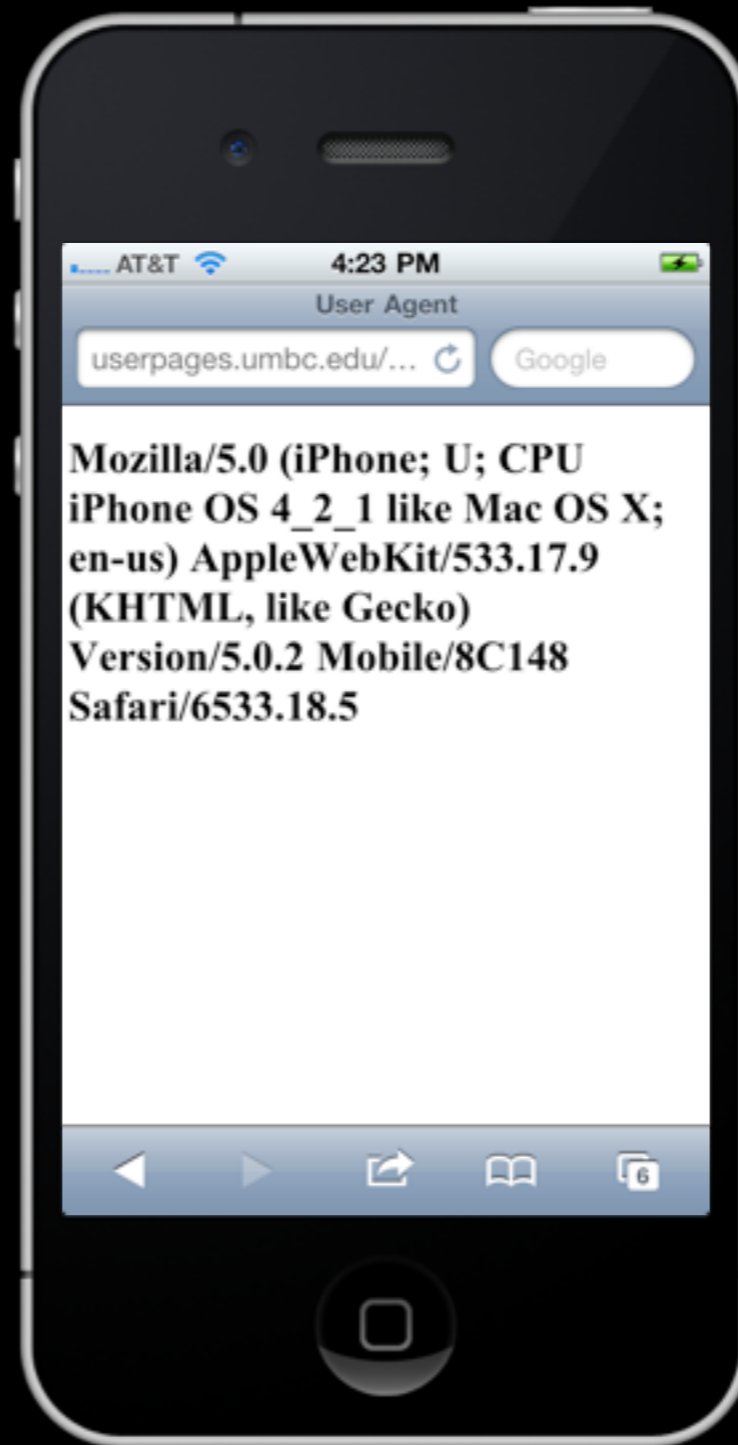 AT&T 4:23 PM
User Agent
userpages.umbc.edu/... Google
Mozilla/5.0 (iPhone; U; CPU
iPhone OS 4_2_1 like Mac OS X;
en-us) AppleWebKit/533.17.9
(KHTML, like Gecko)
Version/5.0.2 Mobile/8C148
Safari/6533.18.5
6